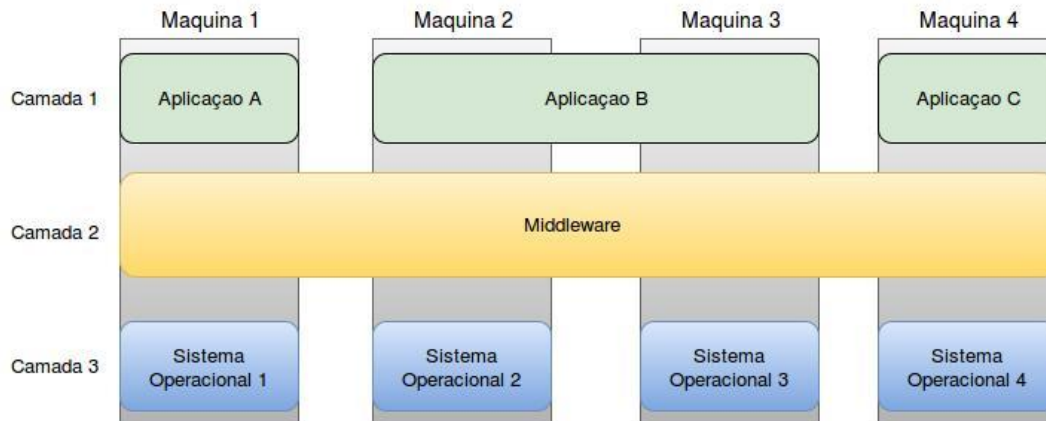 Maquina 1 Maquina 2 Maquina 3 Maquina 4
Camada 1 Aplicaçao A Aplicaçao B Aplicaçao C
Camada 2 Middleware
Camada 3
Sistema Operacional 1
Sistema Operacional 2
Sistema Operacional 3
Sistema Operacional 4